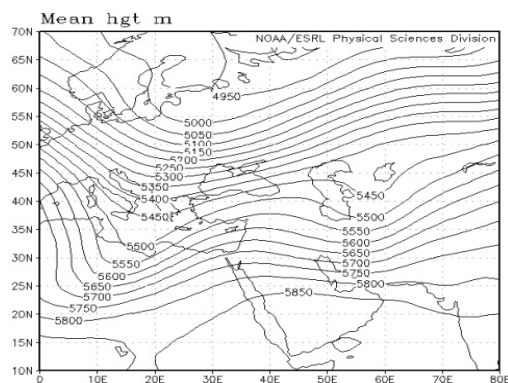 Mean hgt m
NOAA/ESRL Physical Sciences Division
70N
65N
60N
55N
50N
45N
40N
35N
30N
25N
20N
15N
10N
4950
5000
5050
5100
5150
5200
5250
5300
5350
5400
5450
5450
5500
5500
5550
5550
5600
5600
5650
5650
5700
5700
5750
5750
5800
5800
5850
0
10E
20E
30E
40E
50E
60E
70E
80E